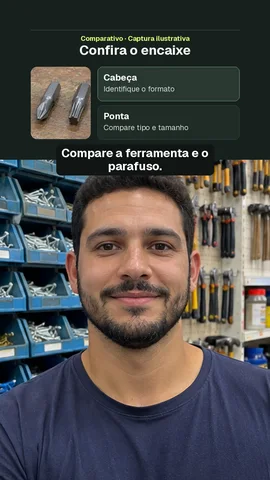 Comparativo · Captura ilustrativa
Confira o encaixe
Cabeça
Identifique o formato
Ponta
Compare tipo e tamanho
Compare a ferramenta e o
parafuso.